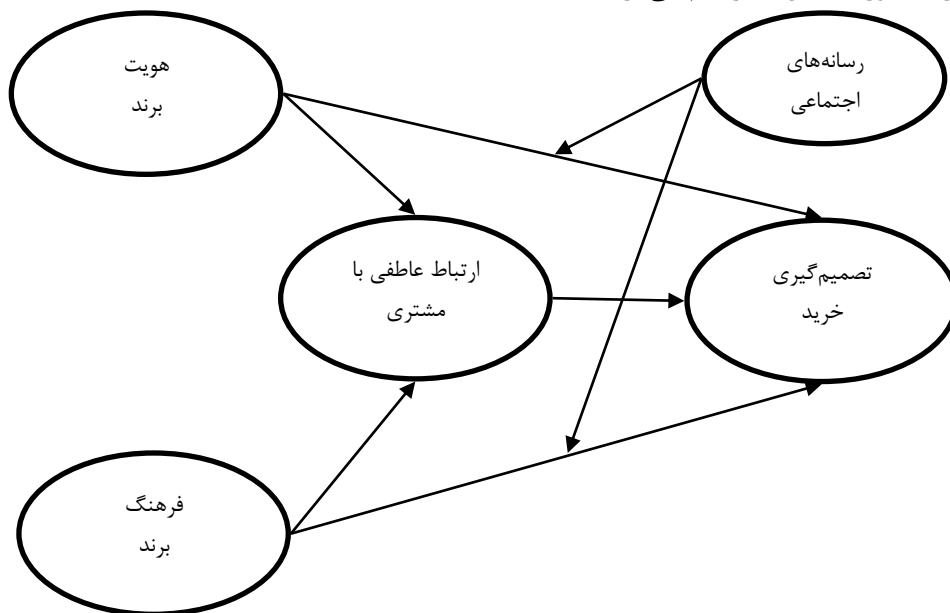 هویت
برند
رسانه‌های
اجتماعی
ارتباط عاطفی با
مشتری
تصمیم‌گیری
خرید
فرهنگ
برند